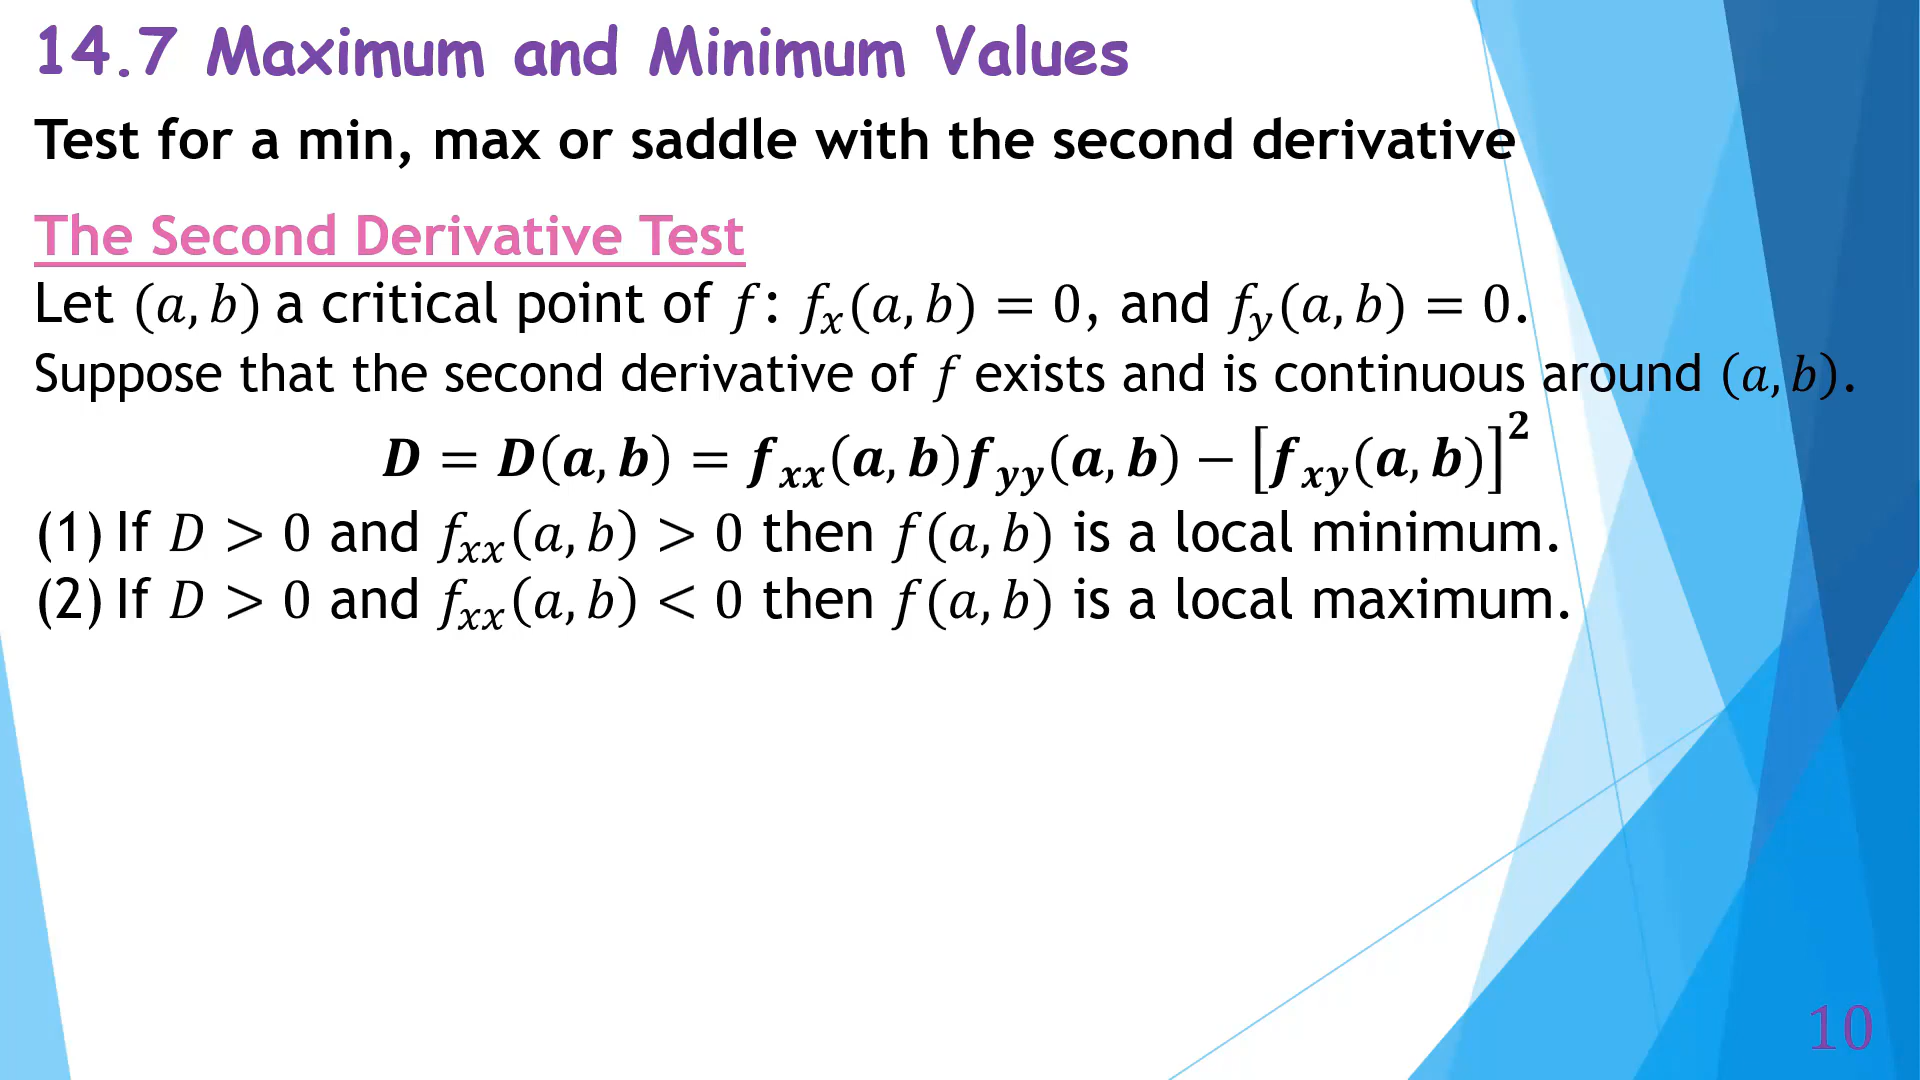 14.7 Maximum and Minimum Values
Test for a min, max or saddle with the second derivative
The Second Derivative Test
Let (𝑎, 𝑏) a critical point of 𝑓: 𝑓ₓ(𝑎, 𝑏) = 0, and 𝑓_y(𝑎, 𝑏) = 0.
Suppose that the second derivative of 𝑓 exists and is continuous around (𝑎, 𝑏).
𝑫 = 𝑫(𝒂, 𝒃) = 𝒇_xx(𝒂, 𝒃)𝒇_yy(𝒂, 𝒃) − [𝒇_xy(𝒂, 𝒃)]²
(1) If 𝐷 > 0 and 𝑓_xx(𝑎, 𝑏) > 0 then 𝑓(𝑎, 𝑏) is a local minimum.
(2) If 𝐷 > 0 and 𝑓_xx(𝑎, 𝑏) < 0 then 𝑓(𝑎, 𝑏) is a local maximum.
10